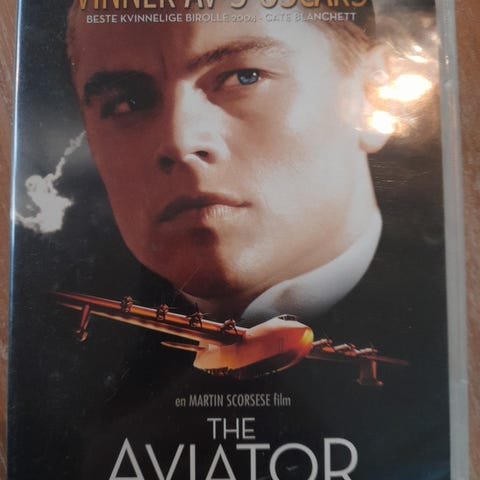 VINNER AV 5 OSCARS
BESTE KVINNELIGE BIROLLE 2004 - CATE BLANCHETT
en MARTIN SCORSESE film
THE
AVIATOR